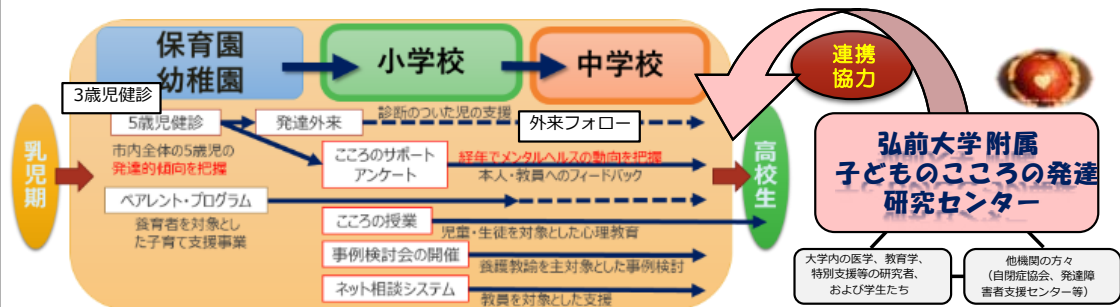 保育園
幼稚園
小学校
中学校
連携
協力
3歳児健診
5歳児健診
発達外来
診断のついた児の支援
外来フォロー
乳児期
市内全体の5歳児の
発達的傾向を把握
こころのサポート
アンケート
経年でメンタルヘルスの動向を把握
本人・教員へのフィードバック
高校生
弘前大学附属
子どものこころの発達
研究センター
ペアレント・プログラム
養育者を対象とし
た子育て支援事業
こころの授業
児童・生徒を対象とした心理教育
事例検討会の開催
養護教諭を主対象とした事例検討
ネット相談システム
教員を対象とした支援
大学内の医学、教育学、
特別支援等の研究者、
および学生たち
他機関の方々
（自閉症協会、発達障
害者支援センター等）